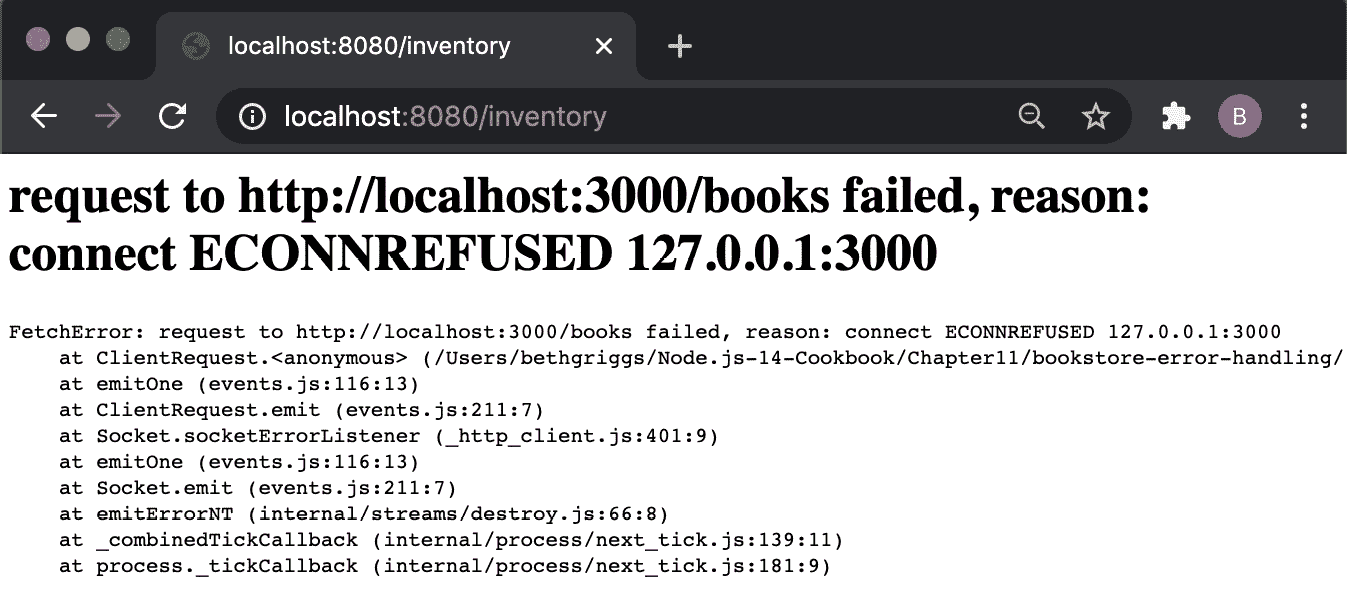 localhost:8080/inventory
localhost:8080/inventory
B
request to http://localhost:3000/books failed, reason:
connect ECONNREFUSED 127.0.0.1:3000
FetchError: request to http://localhost:3000/books failed, reason: connect ECONNREFUSED 127.0.0.1:3000
    at ClientRequest.<anonymous> (/Users/bethgriggs/Node.js-14-Cookbook/Chapter11/bookstore-error-handling/
    at emitOne (events.js:116:13)
    at ClientRequest.emit (events.js:211:7)
    at Socket.socketErrorListener (_http_client.js:401:9)
    at emitOne (events.js:116:13)
    at Socket.emit (events.js:211:7)
    at emitErrorNT (internal/streams/destroy.js:66:8)
    at _combinedTickCallback (internal/process/next_tick.js:139:11)
    at process._tickCallback (internal/process/next_tick.js:181:9)